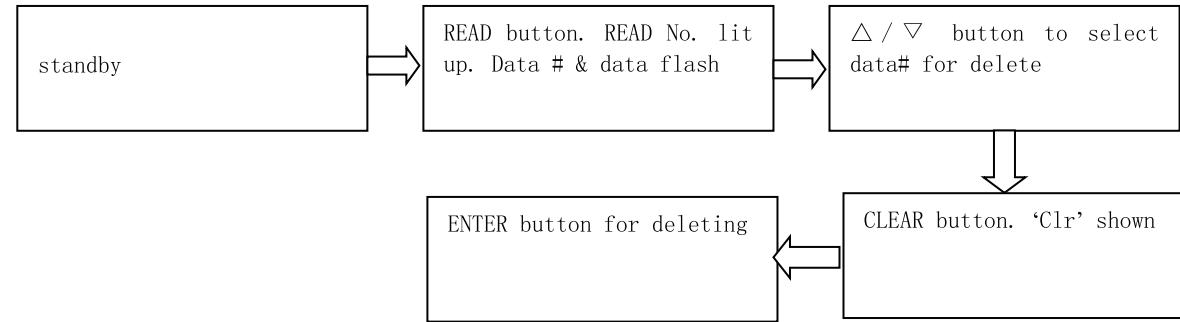 standby
READ button. READ No. lit
up. Data # & data flash
△/▽ button to select
data# for delete
CLEAR button. ‘Clr’ shown
ENTER button for deleting